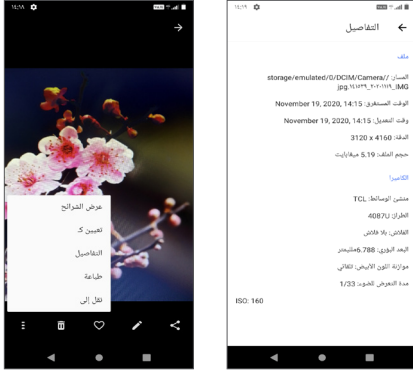 ١٤:١٨
عرض الشرائح
تعيين كـ
التفاصيل
طباعة
نقل إلى
١٤:١٩
التفاصيل
ملف
المسار: //storage/emulated/0/DCIM/Camera
IMG_٢٠٢٠١١١٩_١٤١٥٣٩.jpg
الوقت المستغرق: November 19, 2020, 14:15
وقت التعديل: November 19, 2020, 14:15
الدقة: 4160 x 3120
حجم الملف: 5.19 ميغابايت
الكاميرا
منشئ الوسائط: TCL
الطراز: 4087U
الفلاش: بلا فلاش
البعد البؤري: 6.788ملليمتر
موازنة اللون الأبيض: تلقائي
مدة التعرض للضوء: 1/33
ISO: 160